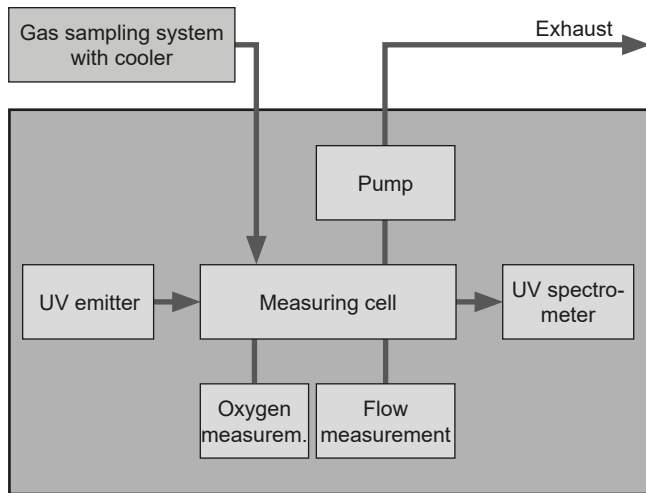 Gas sampling system
with cooler
Exhaust
Pump
UV emitter
Measuring cell
UV spectro-
meter
Oxygen
measurem.
Flow
measurement